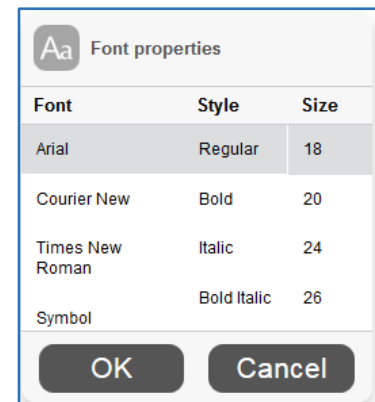 Aa Font properties
Font Style Size
Arial Regular 18
Courier New Bold 20
Times New Italic 24
Roman
Bold Italic 26
Symbol
OK Cancel